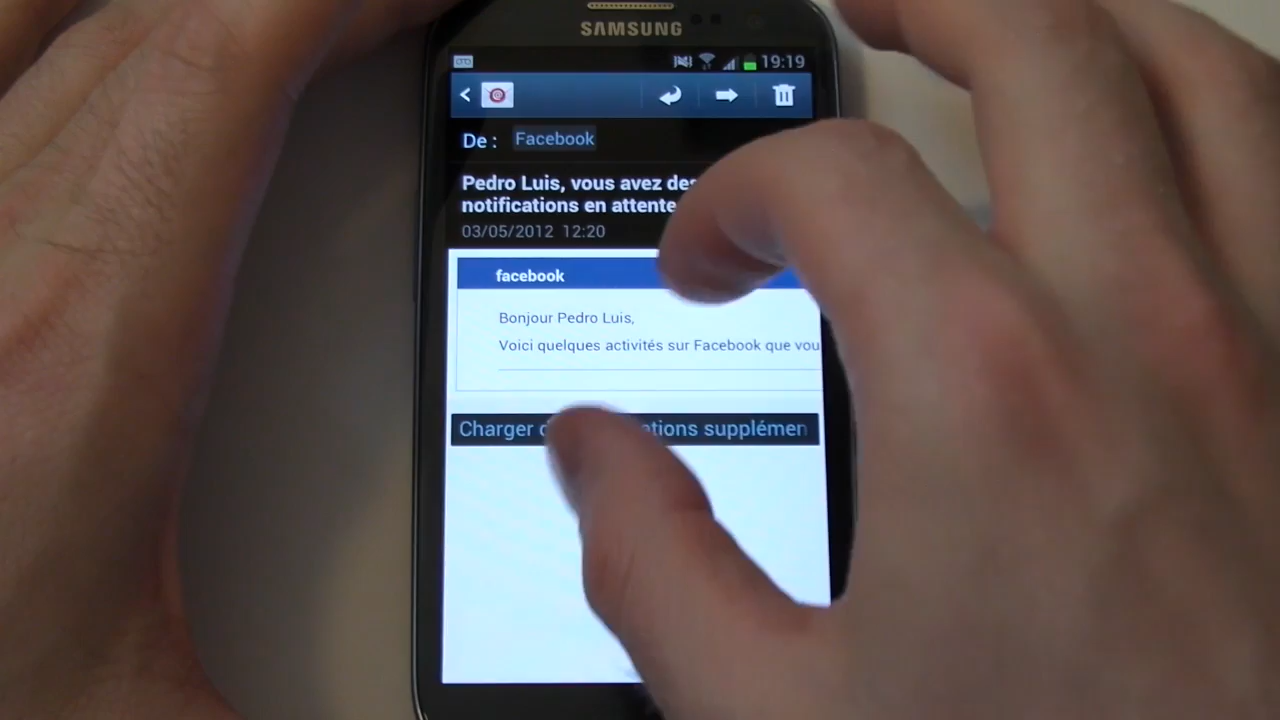 SAMSUNG
19:19
De : Facebook
Pedro Luis, vous avez des
notifications en attente
03/05/2012 12:20
facebook
Bonjour Pedro Luis,
Voici quelques activités sur Facebook que vou
Charger supplémen